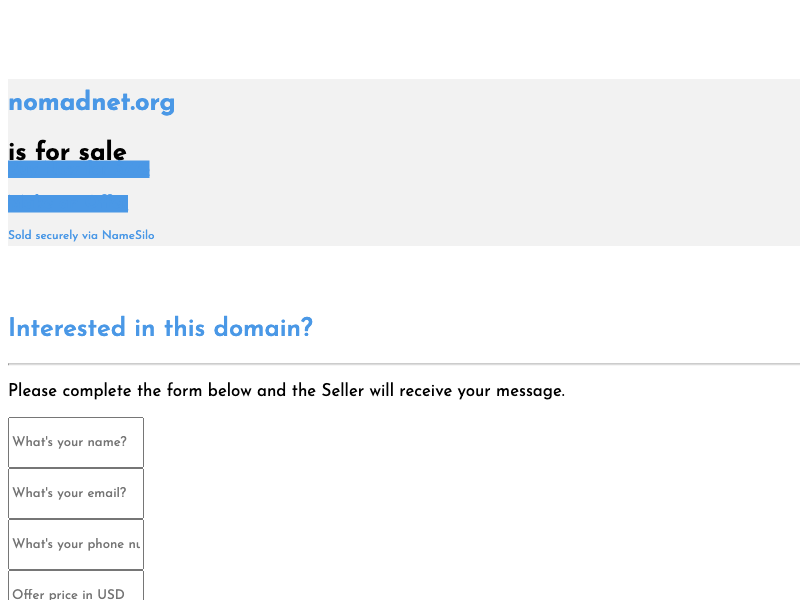 nomadnet.org
is for sale
Sold securely via NameSilo
Interested in this domain?
Please complete the form below and the Seller will receive your message.
What's your name?
What's your email?
What's your phone nu
Offer price in USD